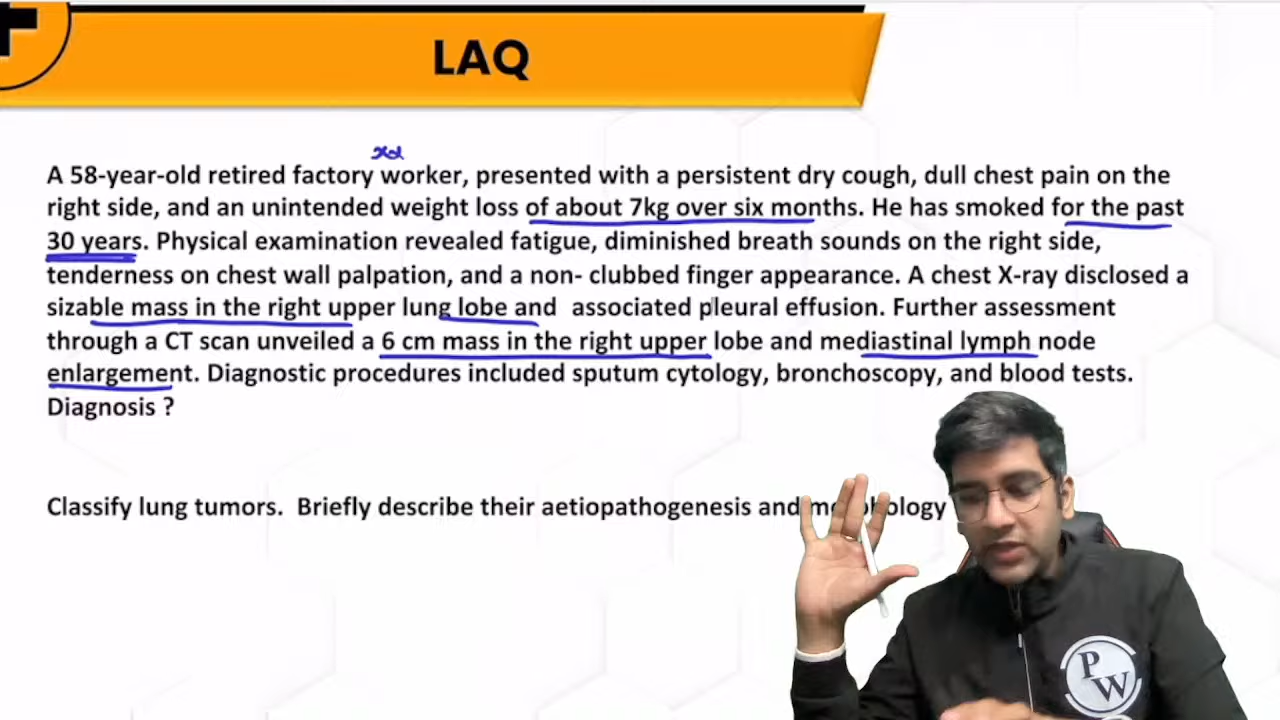 LAQ
A 58-year-old retired factory worker, presented with a persistent dry cough, dull chest pain on the
right side, and an unintended weight loss of about 7kg over six months. He has smoked for the past
30 years. Physical examination revealed fatigue, diminished breath sounds on the right side,
tenderness on chest wall palpation, and a non- clubbed finger appearance. A chest X-ray disclosed a
sizable mass in the right upper lung lobe and associated pleural effusion. Further assessment
through a CT scan unveiled a 6 cm mass in the right upper lobe and mediastinal lymph node
enlargement. Diagnostic procedures included sputum cytology, bronchoscopy, and blood tests.
Diagnosis ?
Classify lung tumors. Briefly describe their aetiopathogenesis and morphology
P
W